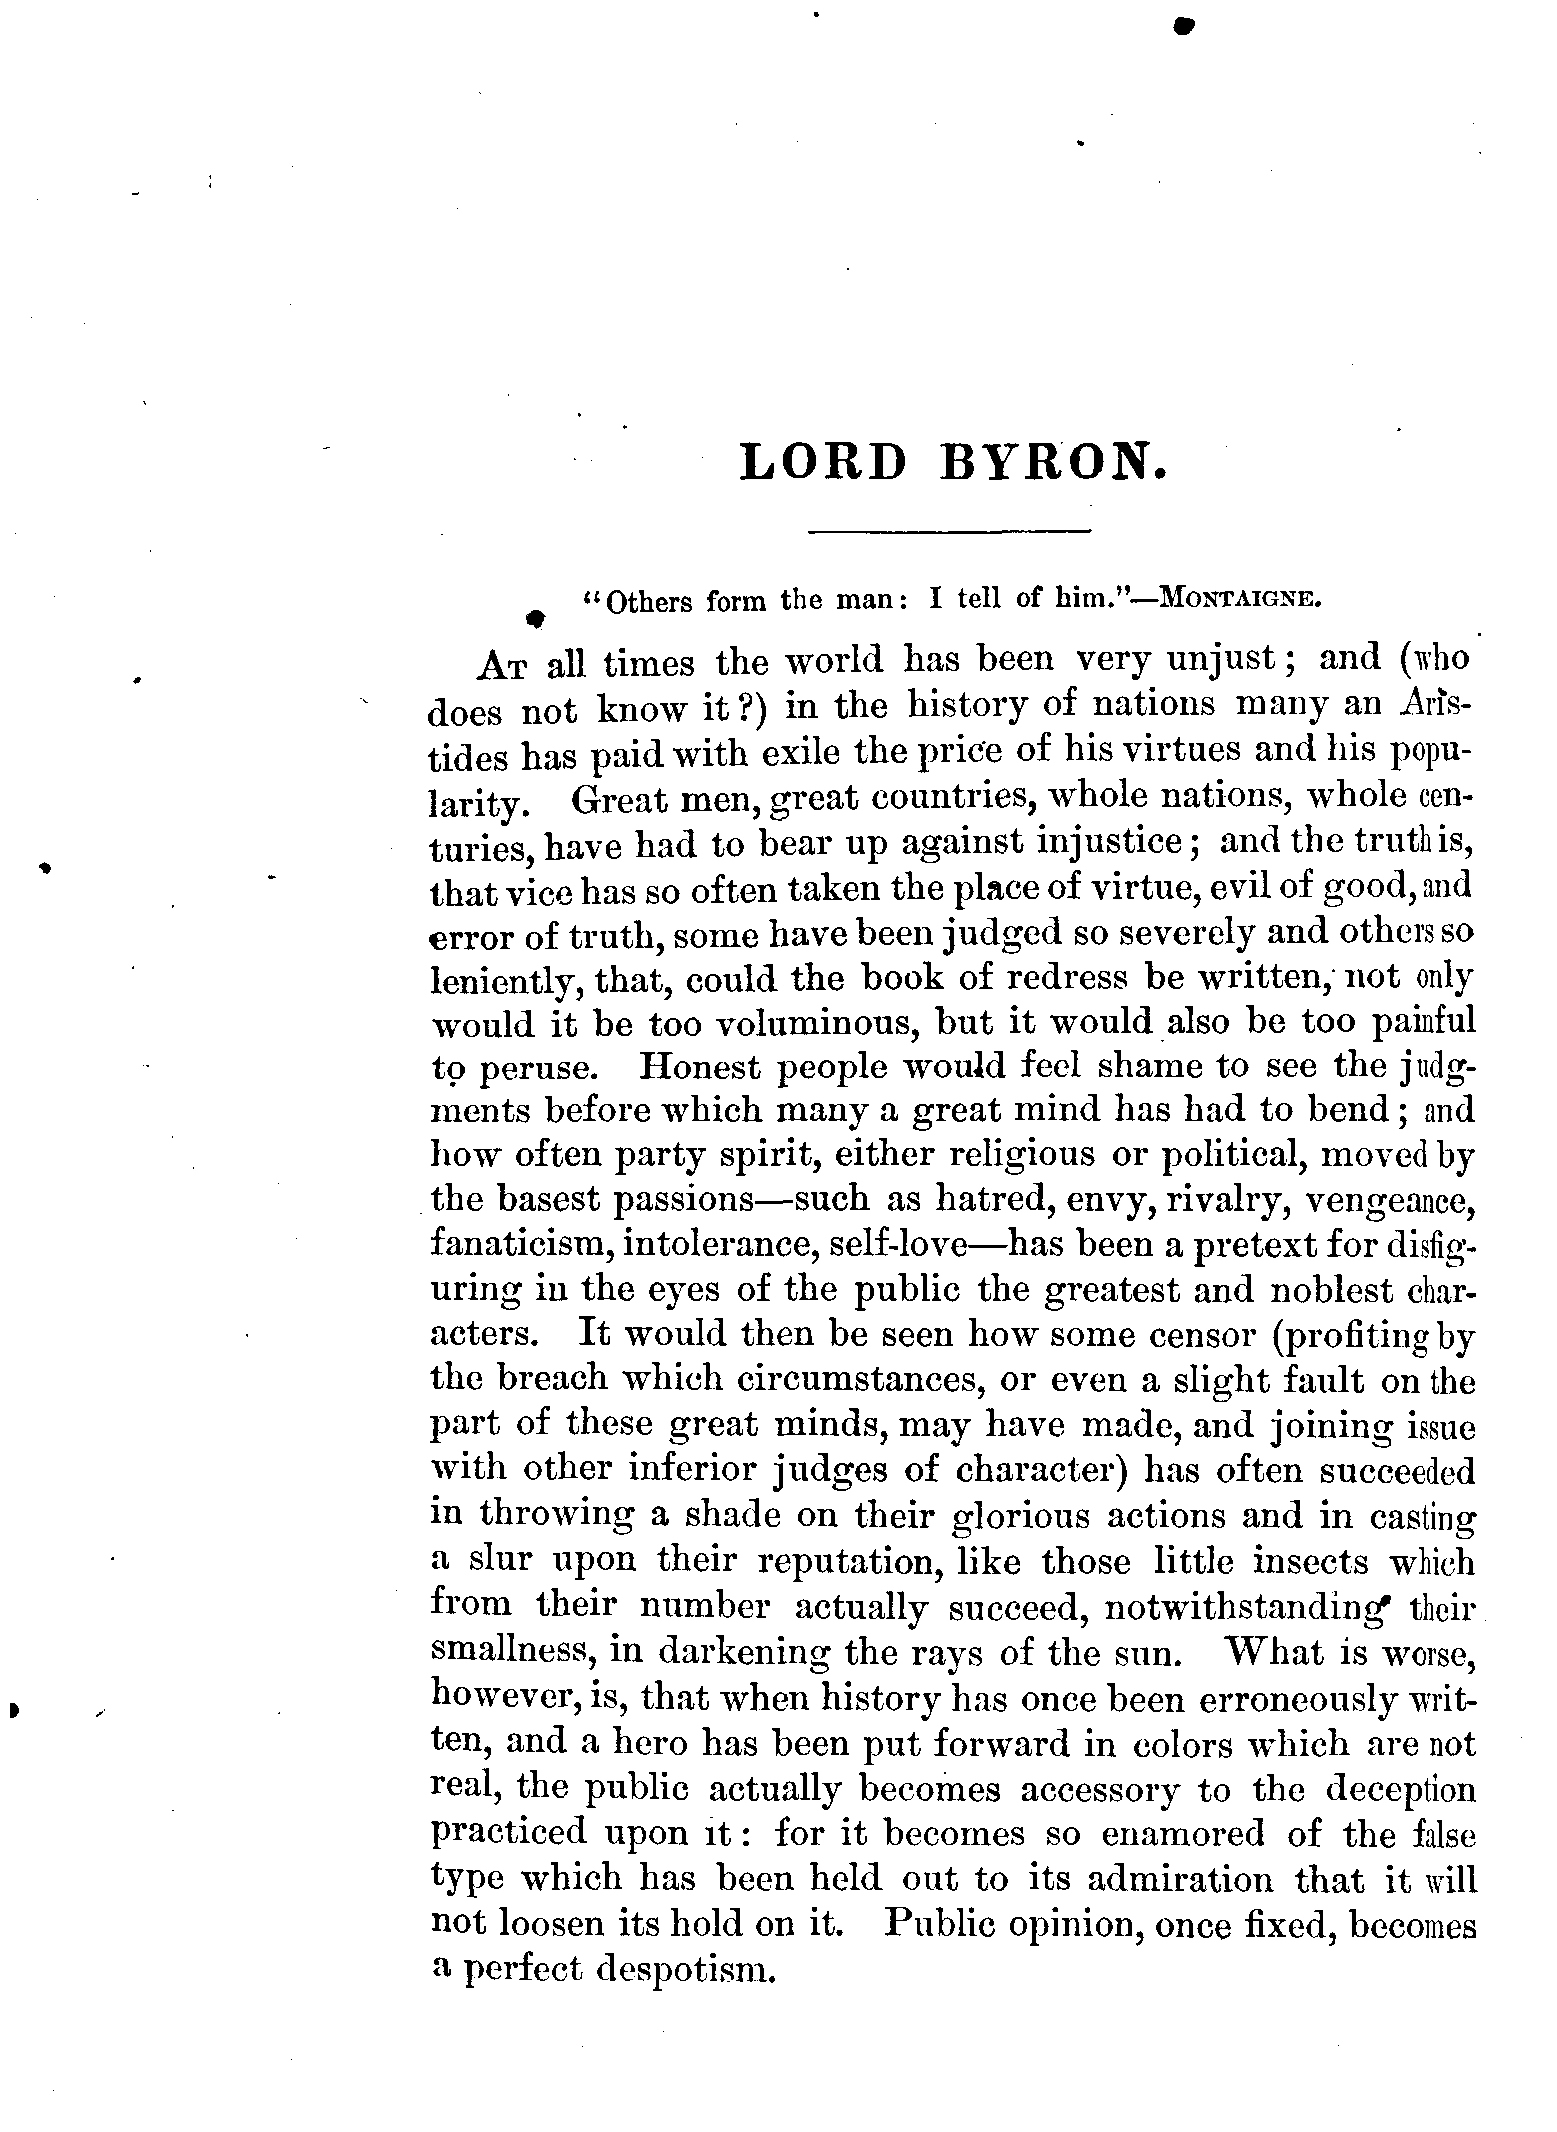 LORD BYRON.
"Others form the man: I tell of him."—MONTAIGNE.
AT all times the world has been very unjust; and (who
does not know it?) in the history of nations many an Aris-
tides has paid with exile the price of his virtues and his popu-
larity. Great men, great countries, whole nations, whole cen-
turies, have had to bear up against injustice; and the truth is,
that vice has so often taken the place of virtue, evil of good, and
error of truth, some have been judged so severely and others so
leniently, that, could the book of redress be written, not only
would it be too voluminous, but it would also be too painful
to peruse. Honest people would feel shame to see the judg-
ments before which many a great mind has had to bend; and
how often party spirit, either religious or political, moved by
the basest passions—such as hatred, envy, rivalry, vengeance,
fanaticism, intolerance, self-love—has been a pretext for disfig-
uring in the eyes of the public the greatest and noblest char-
acters. It would then be seen how some censor (profiting by
the breach which circumstances, or even a slight fault on the
part of these great minds, may have made, and joining issue
with other inferior judges of character) has often succeeded
in throwing a shade on their glorious actions and in casting
a slur upon their reputation, like those little insects which
from their number actually succeed, notwithstanding their
smallness, in darkening the rays of the sun. What is worse,
however, is, that when history has once been erroneously writ-
ten, and a hero has been put forward in colors which are not
real, the public actually becomes accessory to the deception
practiced upon it: for it becomes so enamored of the false
type which has been held out to its admiration that it will
not loosen its hold on it. Public opinion, once fixed, becomes
a perfect despotism.